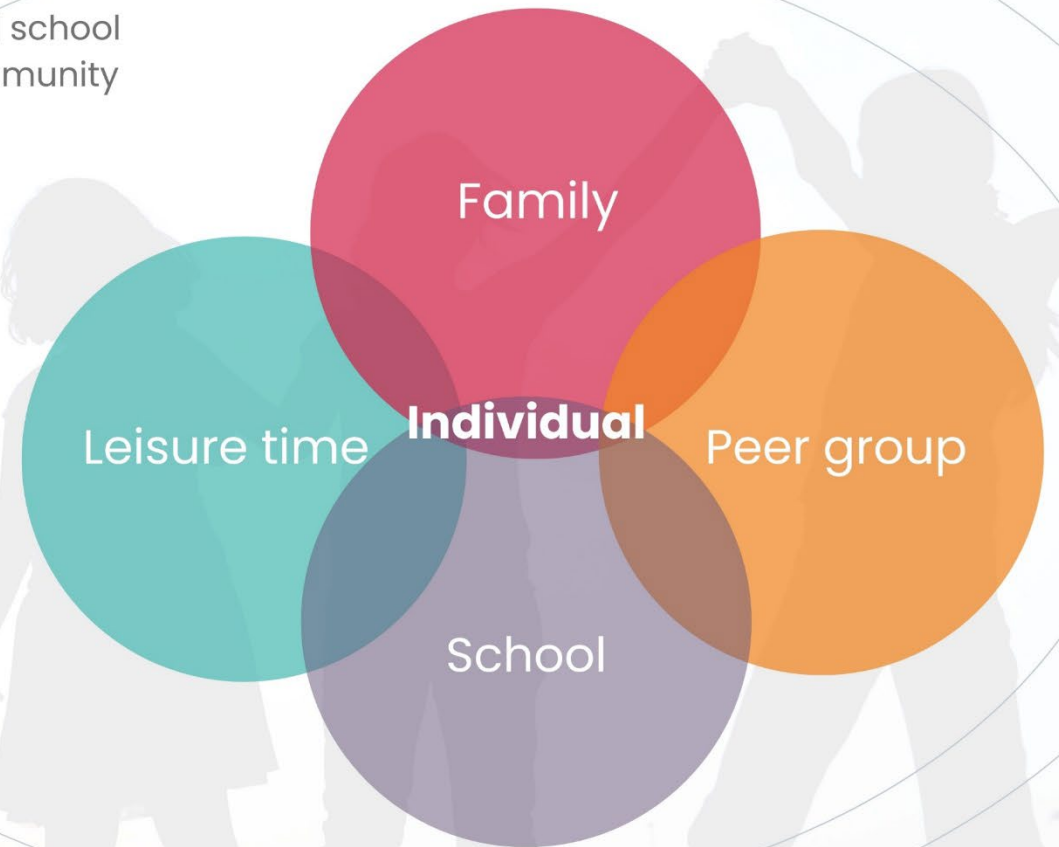 school
munity
Family
Individual
Leisure time
Peer group
School